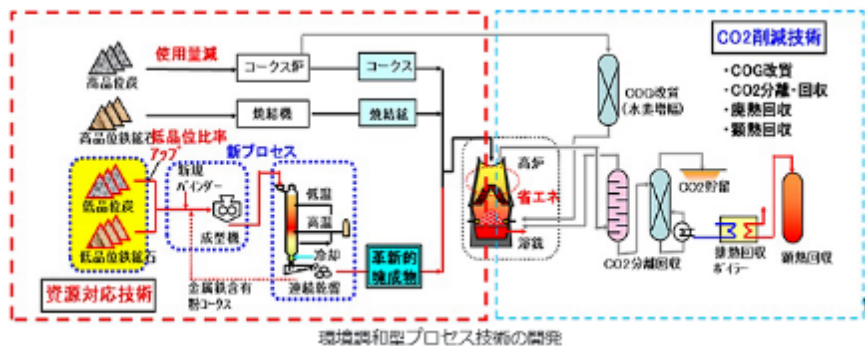 使用量減
高品位炭
コークス炉
コークス
高品位鉄鉱石
焼結機
焼結鉱
低品位比率
アップ
新プロセス
低品位炭
低品位鉄鉱石
新規
バインダー
成型機
低温
高温
冷却
連続乾留
金属鉄含有
粉コークス
革新的
塊成物
資源対応技術
CO2削減技術
・COG改質
・CO2分離・回収
・廃熱回収
・顕熱回収
COG改質
(水素増幅)
高炉
省エネ
溶銑
CO2分離回収
CO2貯留
排熱回収
ボイラー
顕熱回収
環境調和型プロセス技術の開発